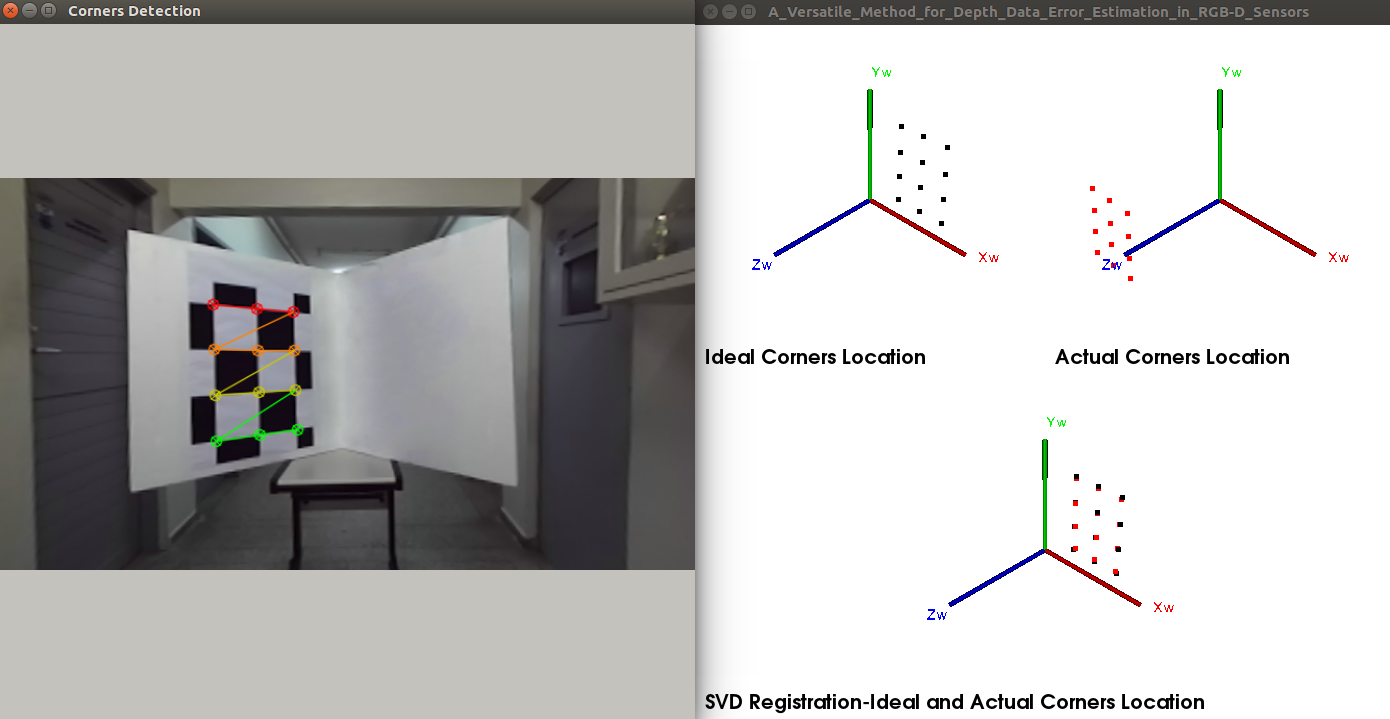 Corners Detection
A_Versatile_Method_for_Depth_Data_Error_Estimation_in_RGB-D_Sensors
Yw
Zw
Xw
Yw
Zw
Xw
Ideal Corners Location
Actual Corners Location
Yw
Zw
Xw
SVD Registration-Ideal and Actual Corners Location